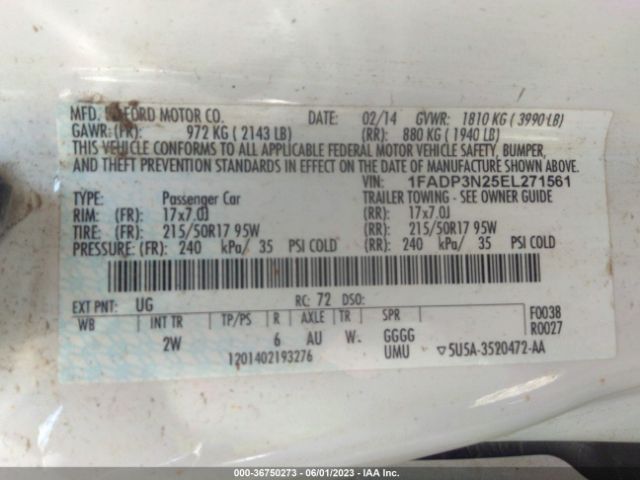 MFD. BY FORD MOTOR CO. DATE: 02/14 GVWR: 1810 KG ( 3990 LB)
GAWR: (FR): 972 KG ( 2143 LB) (RR): 880 KG ( 1940 LB)
THIS VEHICLE CONFORMS TO ALL APPLICABLE FEDERAL MOTOR VEHICLE SAFETY, BUMPER,
AND THEFT PREVENTION STANDARDS IN EFFECT ON THE DATE OF MANUFACTURE SHOWN ABOVE.
VIN: 1FADP3N25EL271561
TYPE: Passenger Car TRAILER TOWING - SEE OWNER GUIDE
RIM: (FR): 17x7.0J (RR): 17x7.0J
TIRE: (FR): 215/50R17 95W (RR): 215/50R17 95W
PRESSURE: (FR): 240 kPa/ 35 PSI COLD (RR): 240 kPa/ 35 PSI COLD
EXT PNT: UG RC: 72 DSO:
WB INT TR TP/PS R AXLE TR SPR F0038
R0027
2W 6 AU W. GGGG
UMU
1201402193276 ▽5U5A-3520472-AA
000-36750273 - 06/01/2023 - IAA Inc.